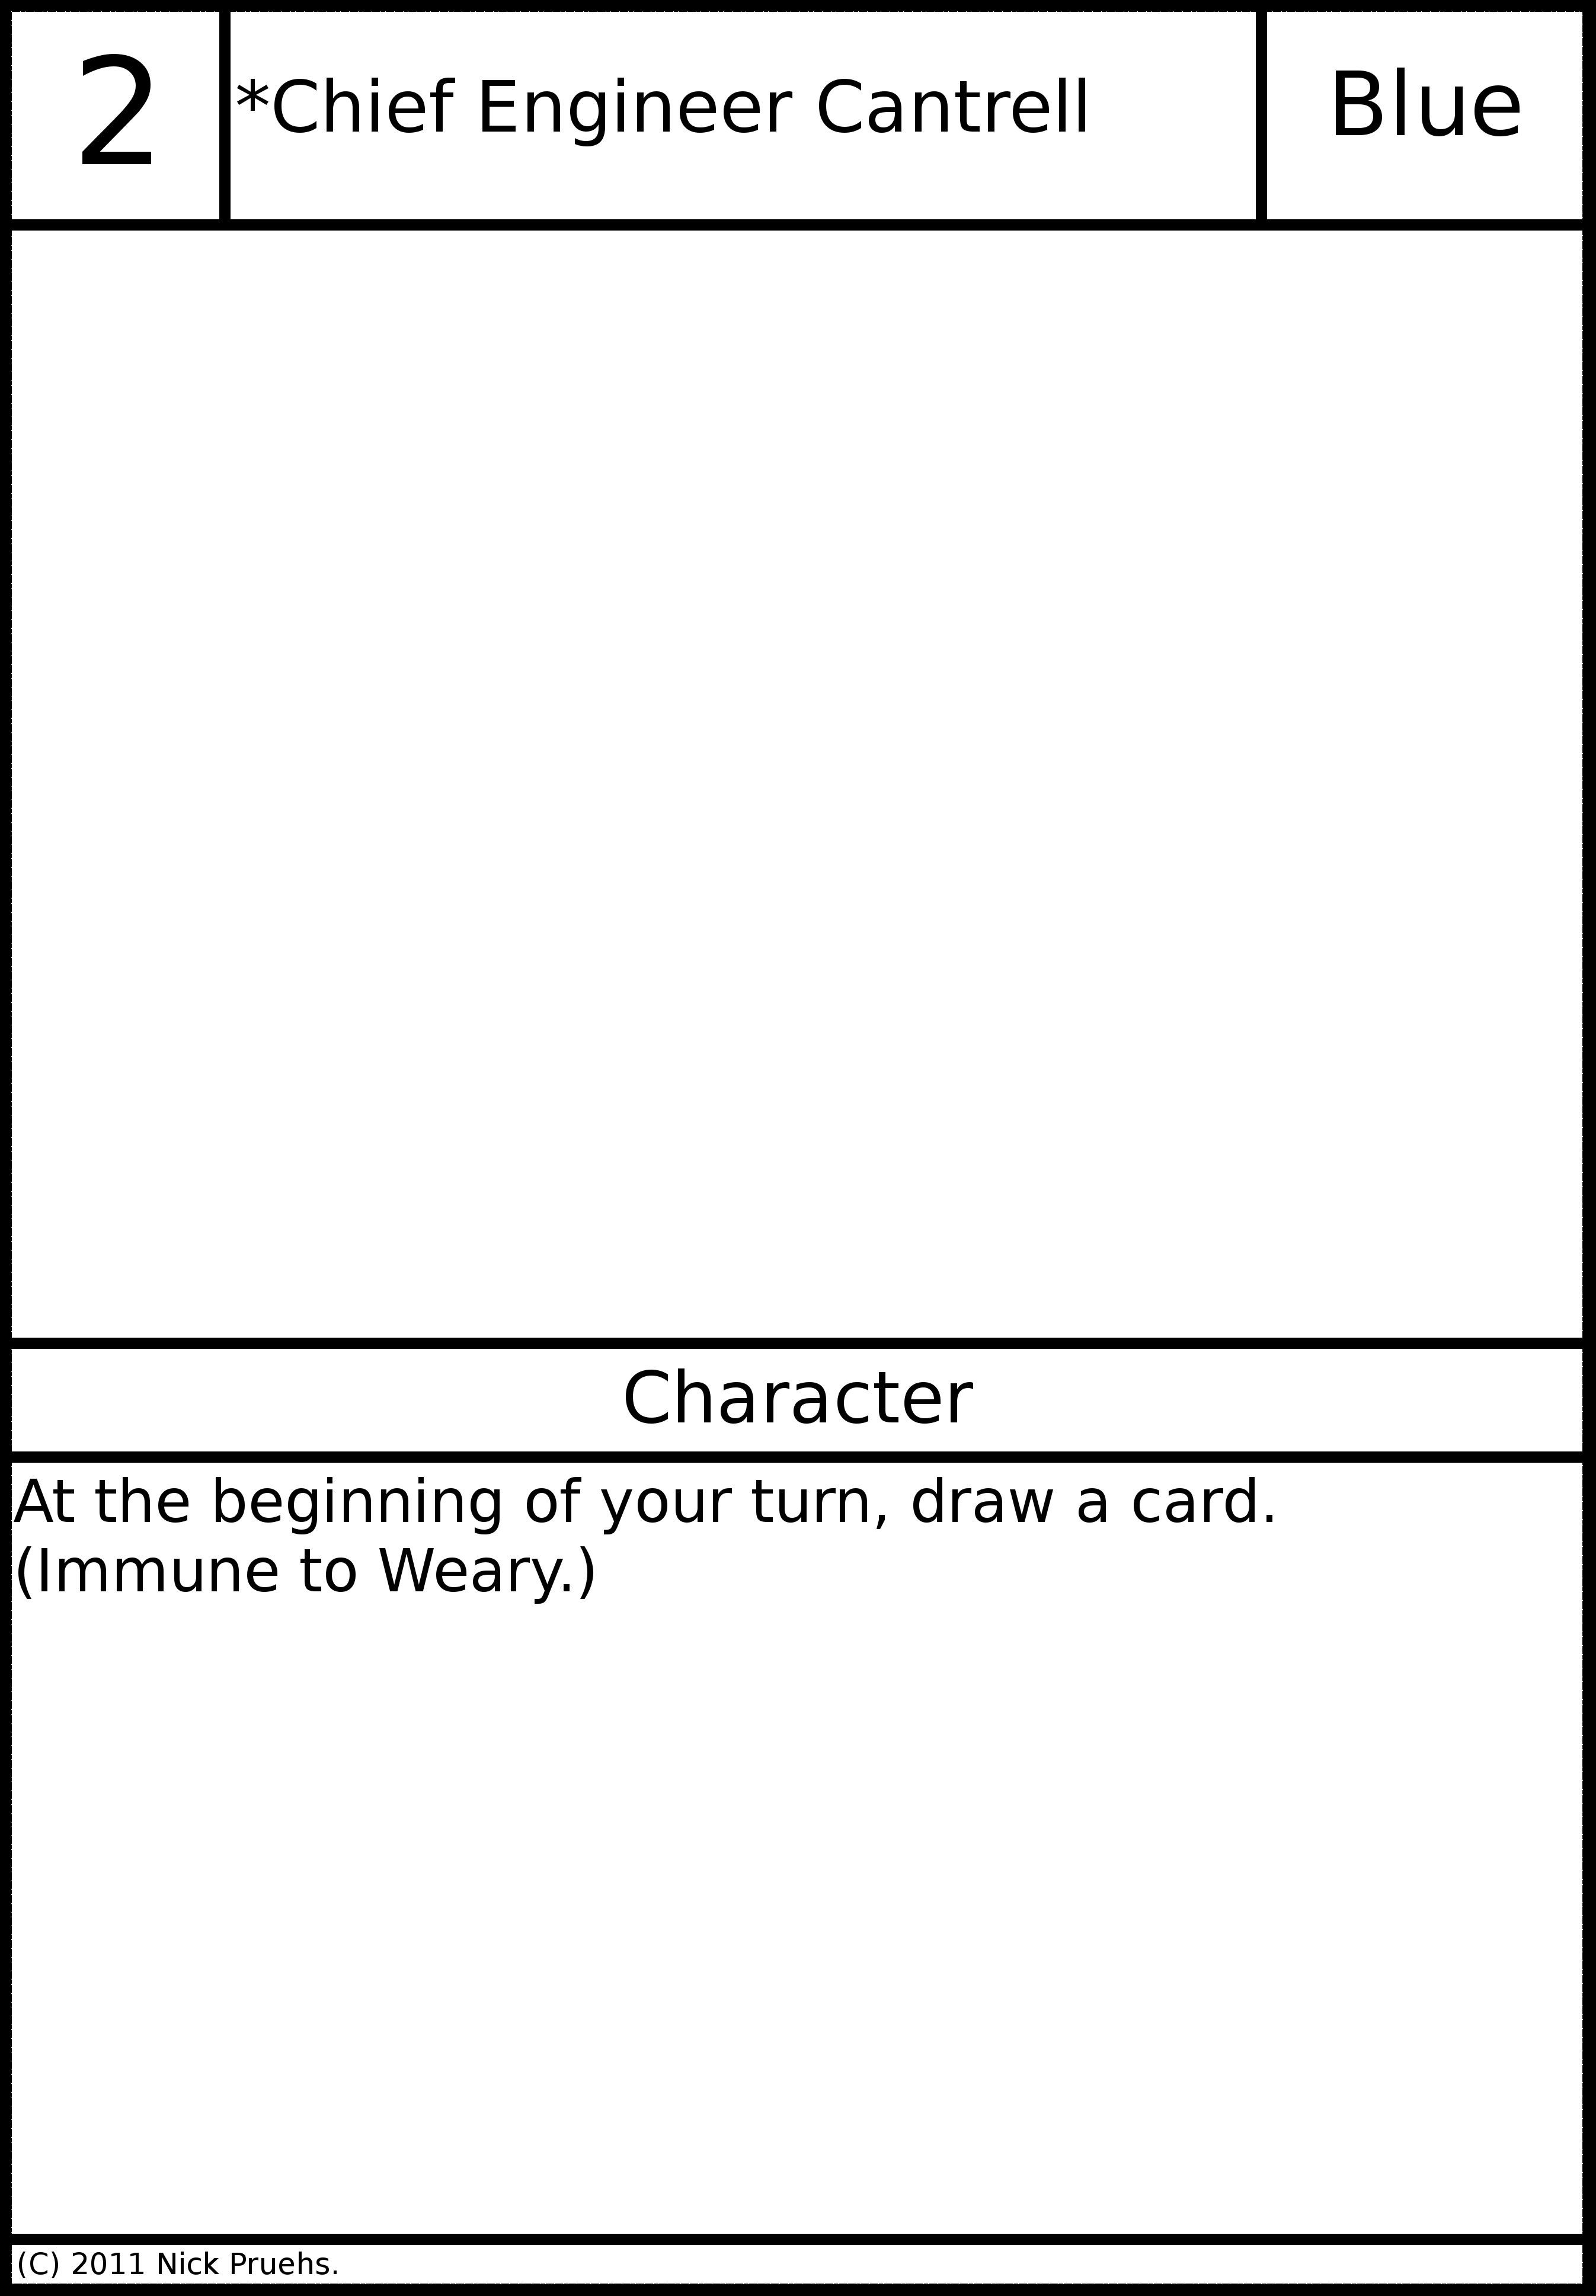 2
*Chief Engineer Cantrell
Blue
Character
At the beginning of your turn, draw a card.
(Immune to Weary.)
(C) 2011 Nick Pruehs.